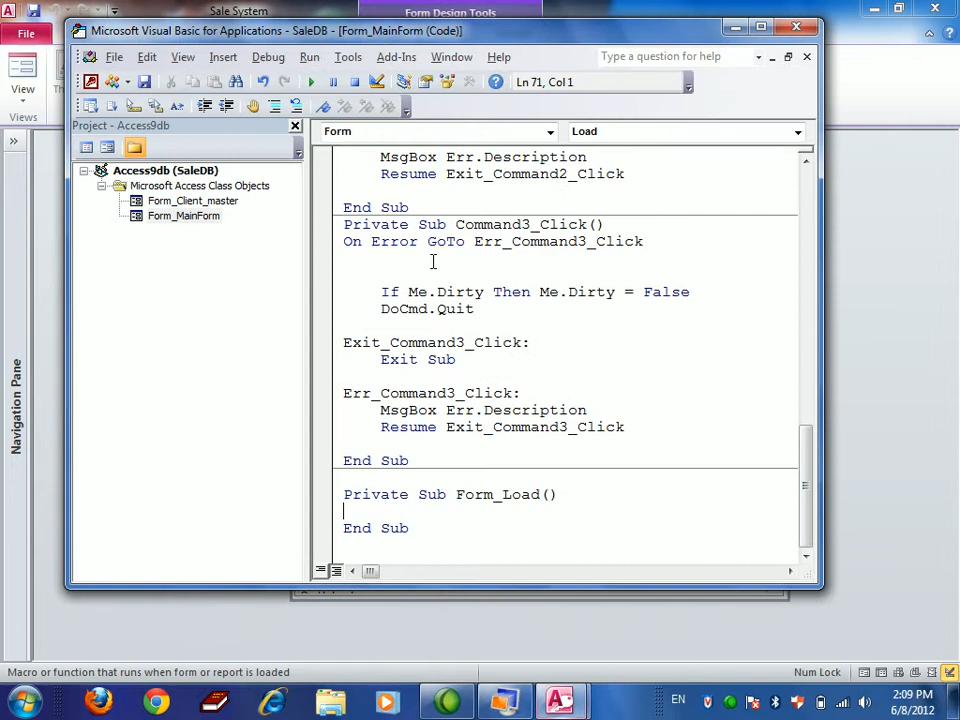 Sale System
Form Design Tools
File
View
Views
Microsoft Visual Basic for Applications - SaleDB - [Form_MainForm (Code)]
File Edit View Insert Debug Run Tools Add-Ins Window Help
Type a question for help
Ln 71, Col 1
Project - Access9db
Access9db (SaleDB)
Microsoft Access Class Objects
Form_Client_master
Form_MainForm
Form
Load
MsgBox Err.Description
Resume Exit_Command2_Click
End Sub
Private Sub Command3_Click()
On Error GoTo Err_Command3_Click
If Me.Dirty Then Me.Dirty = False
DoCmd.Quit
Exit_Command3_Click:
Exit Sub
Err_Command3_Click:
MsgBox Err.Description
Resume Exit_Command3_Click
End Sub
Private Sub Form_Load()
End Sub
Navigation Pane
Macro or function that runs when form or report is loaded
Num Lock
EN
2:09 PM
6/8/2012